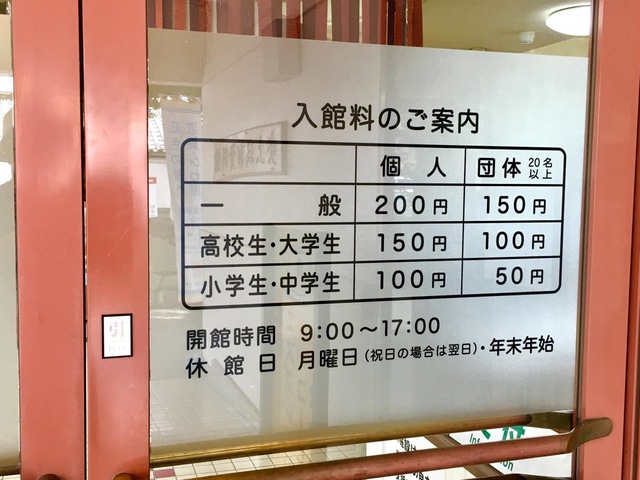 入館料のご案内
個人 団体 20名以上
一般 200円 150円
高校生・大学生 150円 100円
小学生・中学生 100円 50円
開館時間 9:00～17:00
休館日 月曜日（祝日の場合は翌日）・年末年始
引